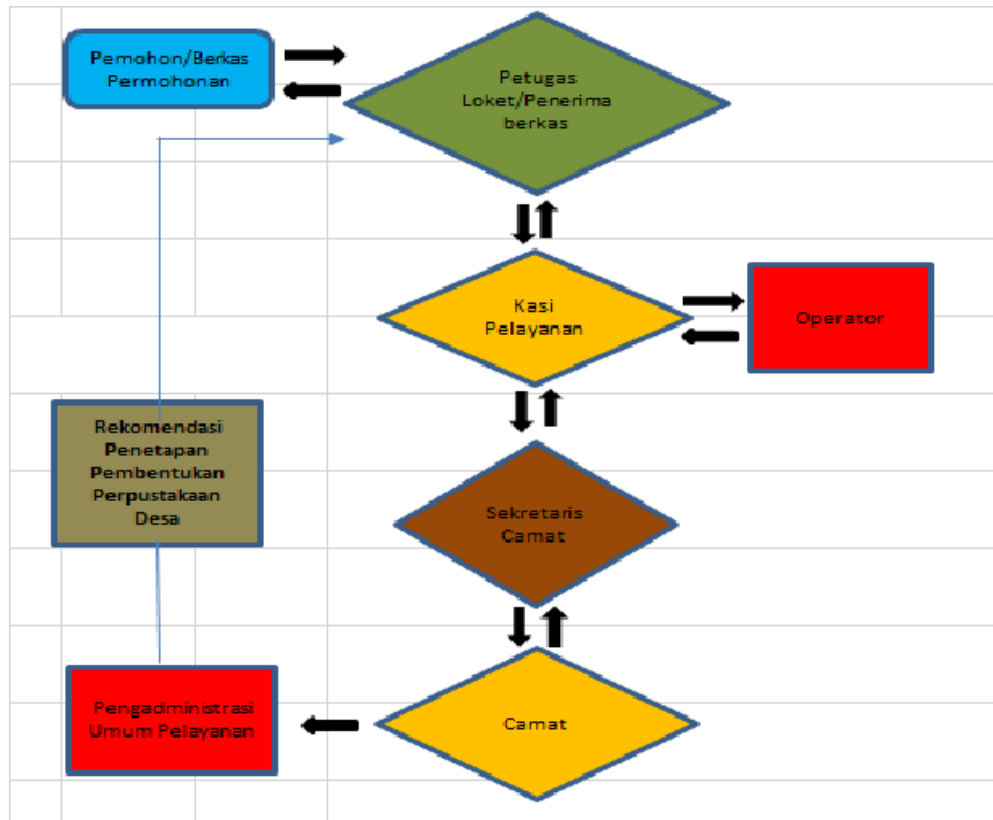 Pemohon/Berkas
Permohonan
Petugas
Loket/Penerima
berkas
Kasi
Pelayanan
Operator
Rekomendasi
Penetapan
Pembentukan
Perpustakaan
Desa
Sekretaris
Camat
Pengadministrasi
Umum Pelayanan
Camat